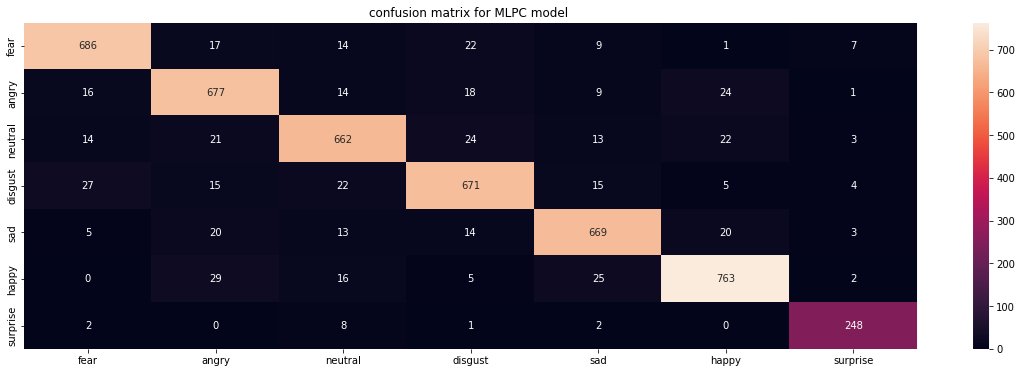 confusion matrix for MLPC model
fear 686 17 14 22 9 1 7
angry 16 677 14 18 9 24 1
neutral 14 21 662 24 13 22 3
disgust 27 15 22 671 15 5 4
sad 5 20 13 14 669 20 3
happy 0 29 16 5 25 763 2
surprise 2 0 8 1 2 0 248
fear angry neutral disgust sad happy surprise
700
600
500
400
300
200
100
0